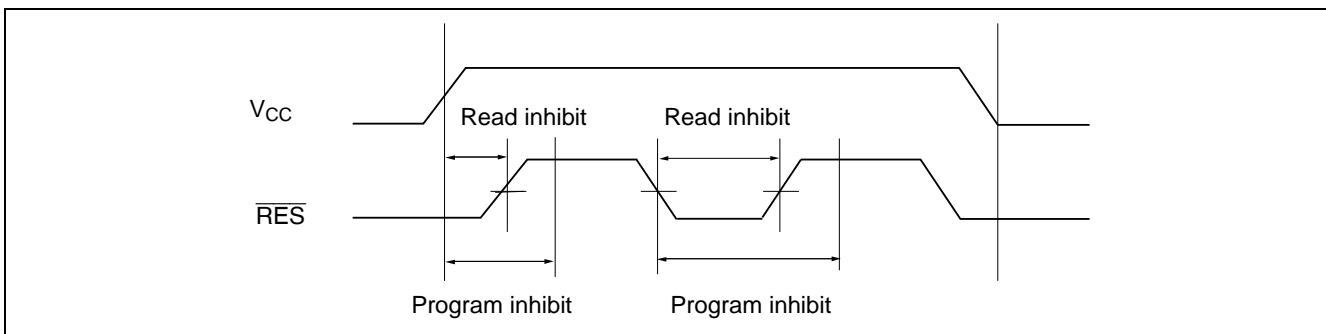 VCC
Read inhibit Read inhibit
RES
Program inhibit Program inhibit